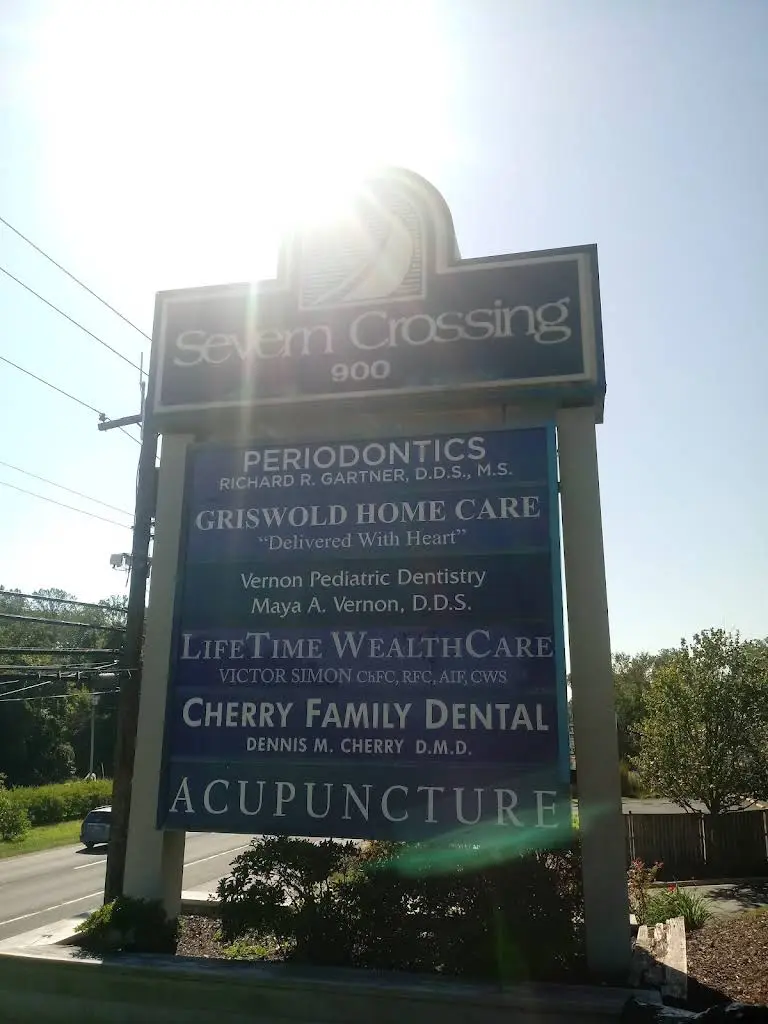 Severn Crossing
900
PERIODONTICS
RICHARD R. GARTNER, D.D.S., M.S.
GRISWOLD HOME CARE
"Delivered With Heart"
Vernon Pediatric Dentistry
Maya A. Vernon, D.D.S.
LIFETIME WEALTHCARE
VICTOR SIMON ChFC, RFC, AIF, CWS
CHERRY FAMILY DENTAL
DENNIS M. CHERRY D.M.D.
ACUPUNCTURE